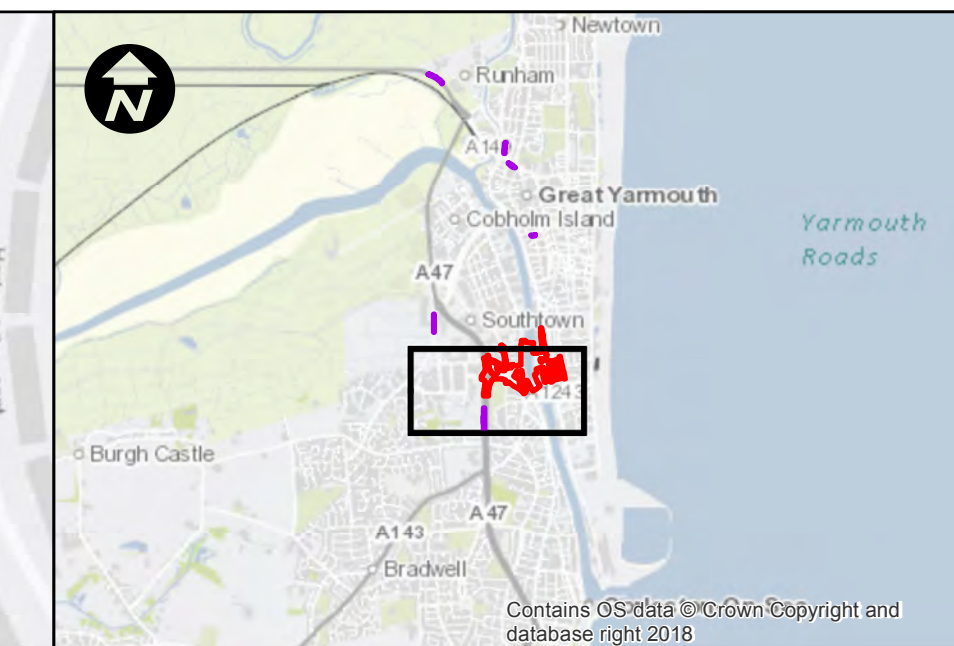 Newtown
N
Runham
A14
Great Yarmouth
Cobholm Island
Yarmouth
Roads
A47
Southtown
A1243
Burgh Castle
A47
A143
Bradwell
Contains OS data © Crown Copyright and
database right 2018